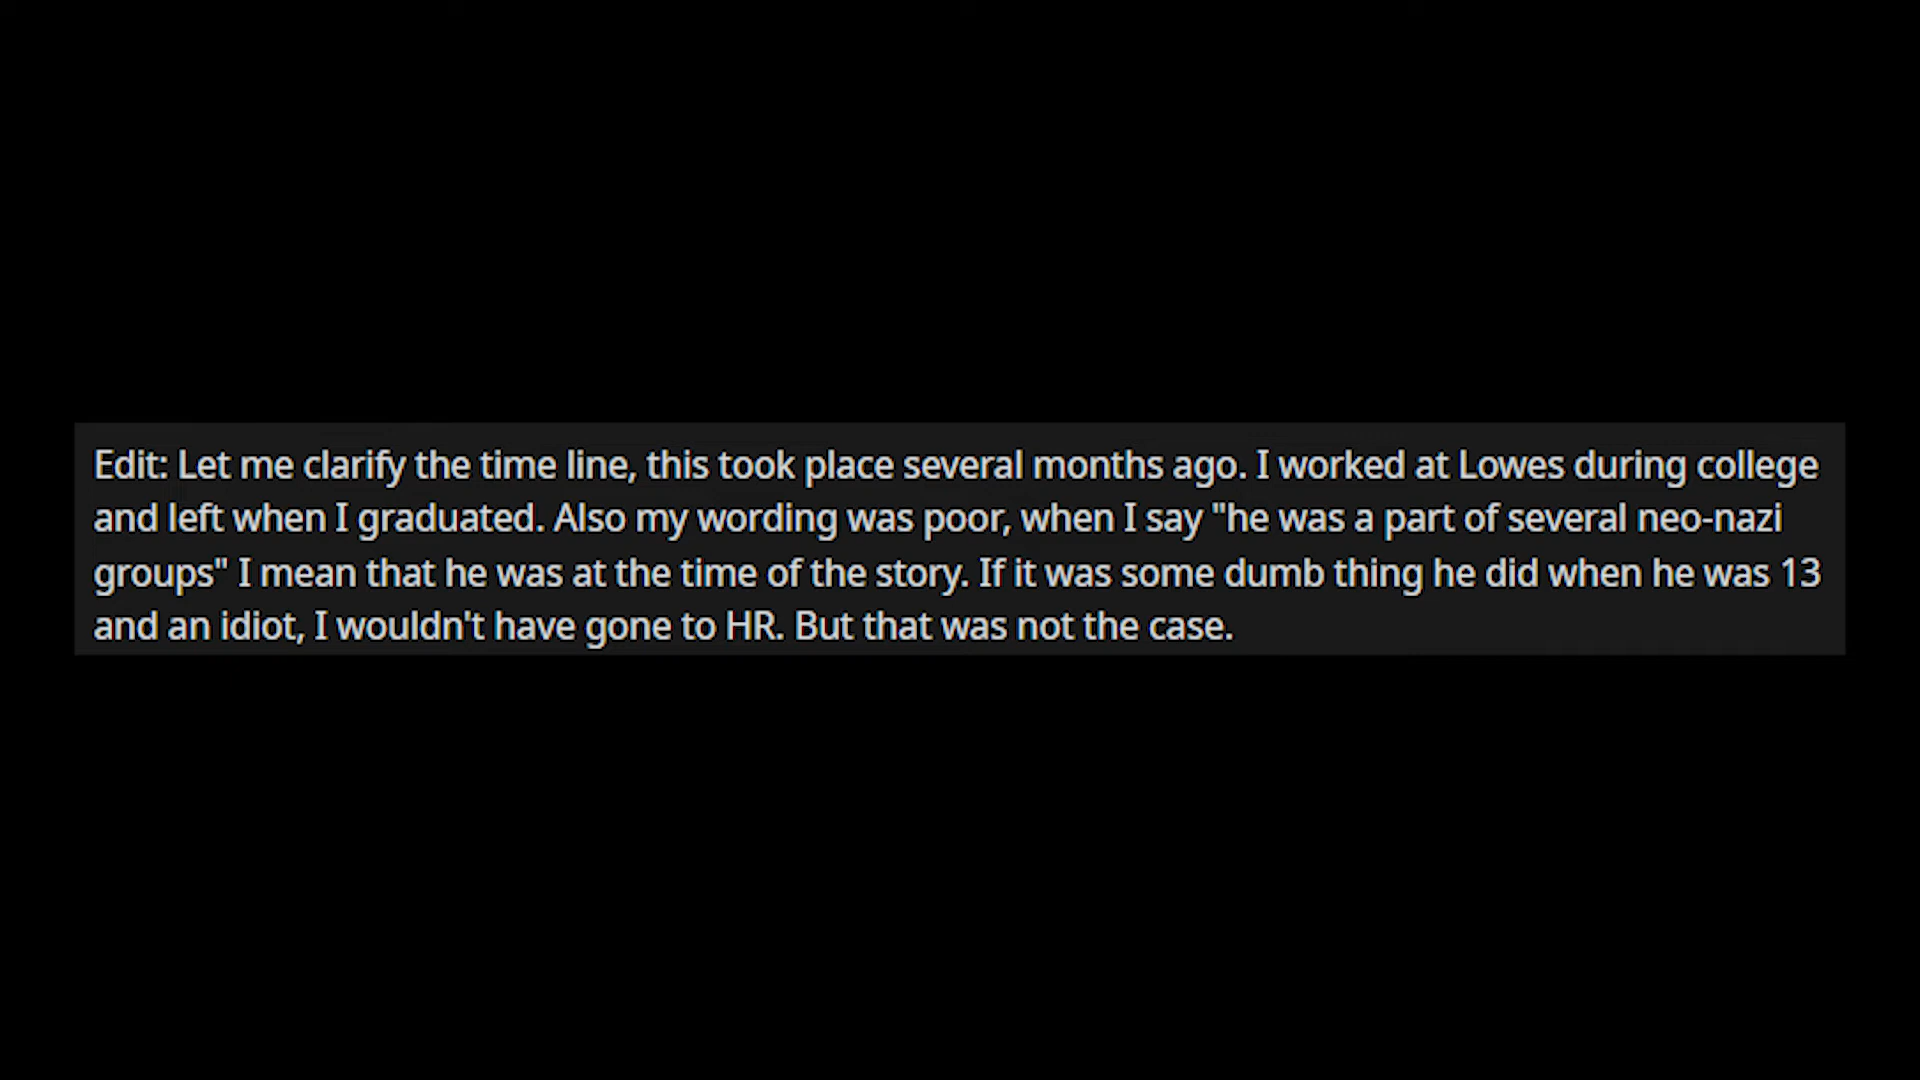 Edit: Let me clarify the time line, this took place several months ago. I worked at Lowes during college
and left when I graduated. Also my wording was poor, when I say "he was a part of several neo-nazi
groups" I mean that he was at the time of the story. If it was some dumb thing he did when he was 13
and an idiot, I wouldn't have gone to HR. But that was not the case.